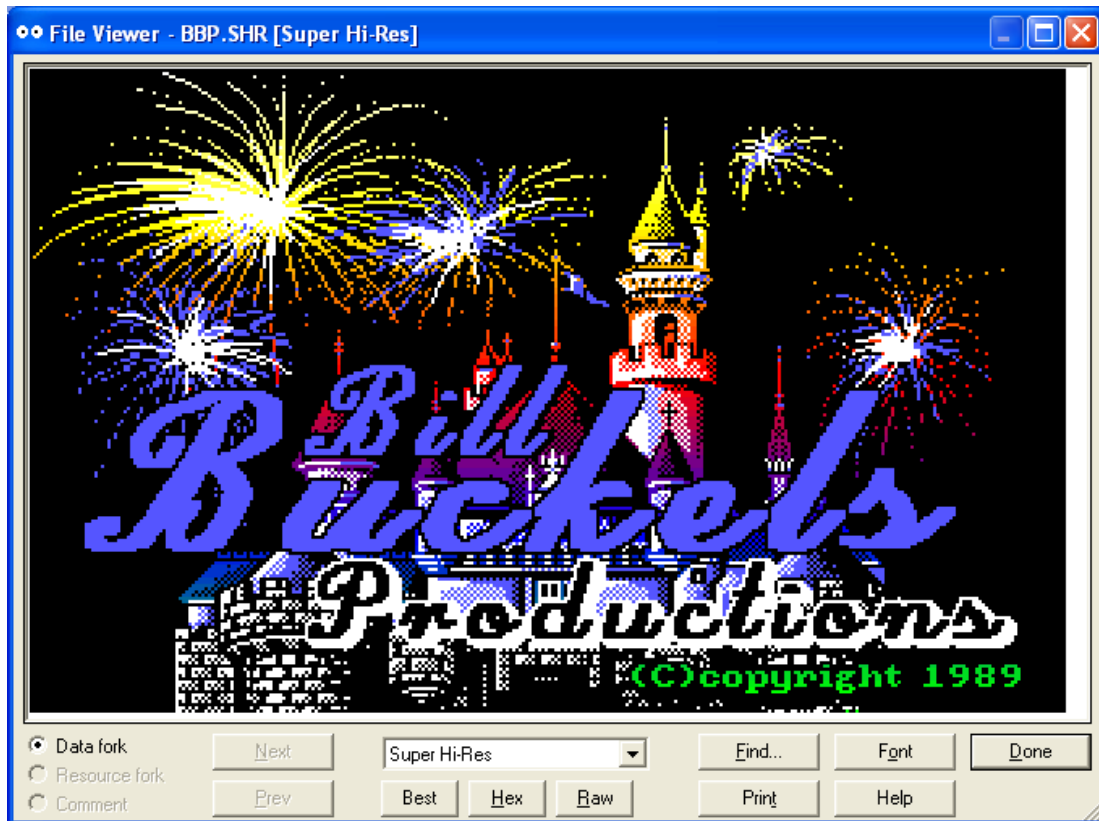 File Viewer - BBP.SHR [Super Hi-Res]
Bill
Buckels
Productions
(C)copyright 1989
Data fork
Resource fork
Comment
Next
Prev
Super Hi-Res
Best Hex Raw
Find... Font Done
Print Help